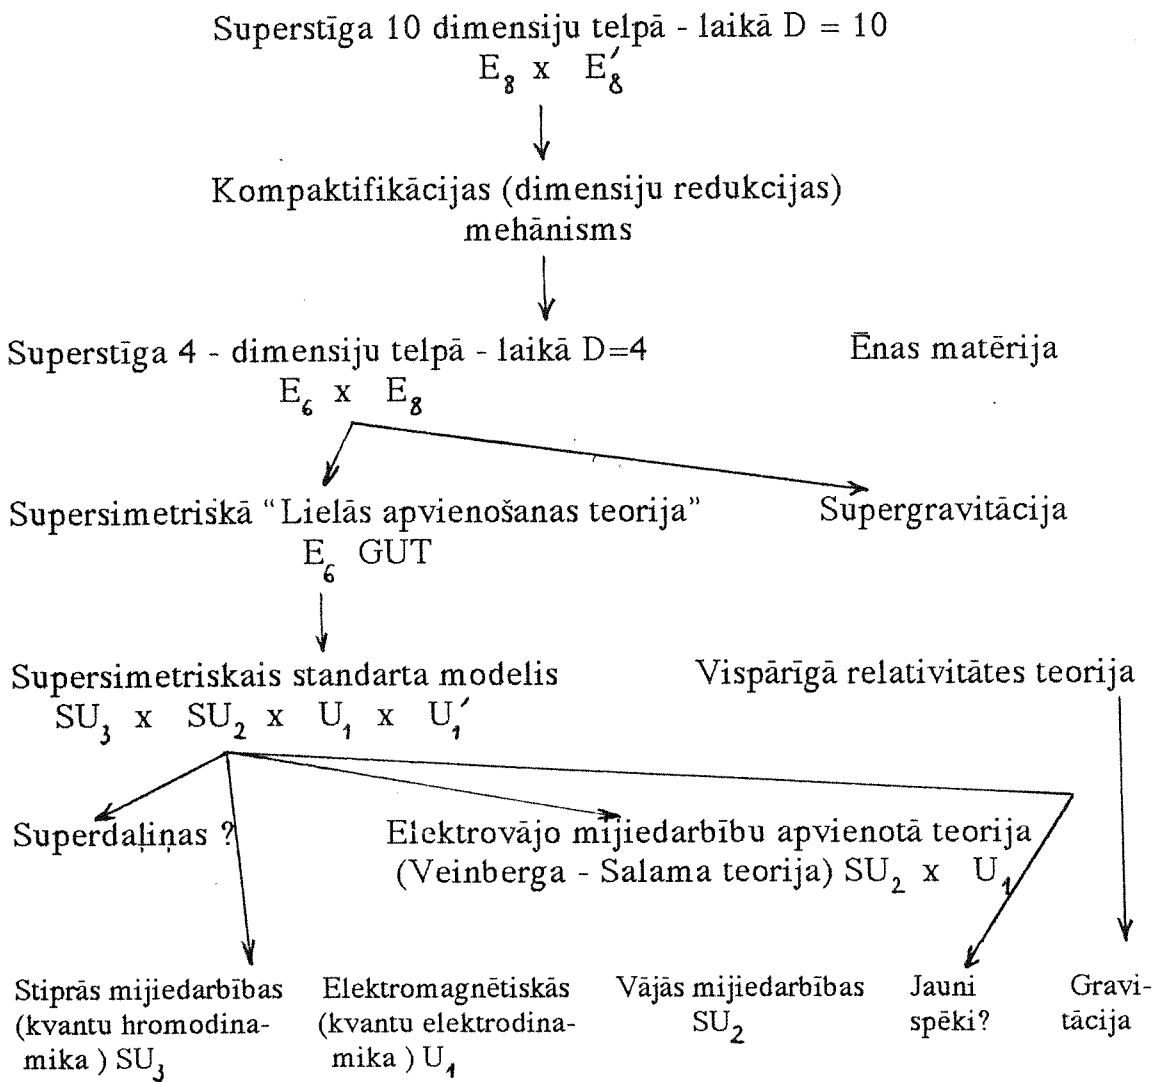 Superstīga 10 dimensiju telpā - laikā D = 10
E₈ x E₈′
Kompaktifikācijas (dimensiju redukcijas)
mehānisms
Superstīga 4 - dimensiju telpā - laikā D=4
E₆ x E₈
Ēnas matērija
Supersimetriskā “Lielās apvienošanas teorija”
E₆ GUT
Supergravitācija
Supersimetriskais standarta modelis
SU₃ x SU₂ x U₁ x U₁′
Vispārīgā relativitātes teorija
Superdaļiņas ?
Elektrovājo mijiedarbību apvienotā teorija
(Veinberga - Salama teorija) SU₂ x U₁
Stiprās mijiedarbības
(kvantu hromodina-
mika ) SU₃
Elektromagnētiskās
(kvantu elektrodina-
mika ) U₁
Vājās mijiedarbības
SU₂
Jauni
spēki?
Gravi-
tācija